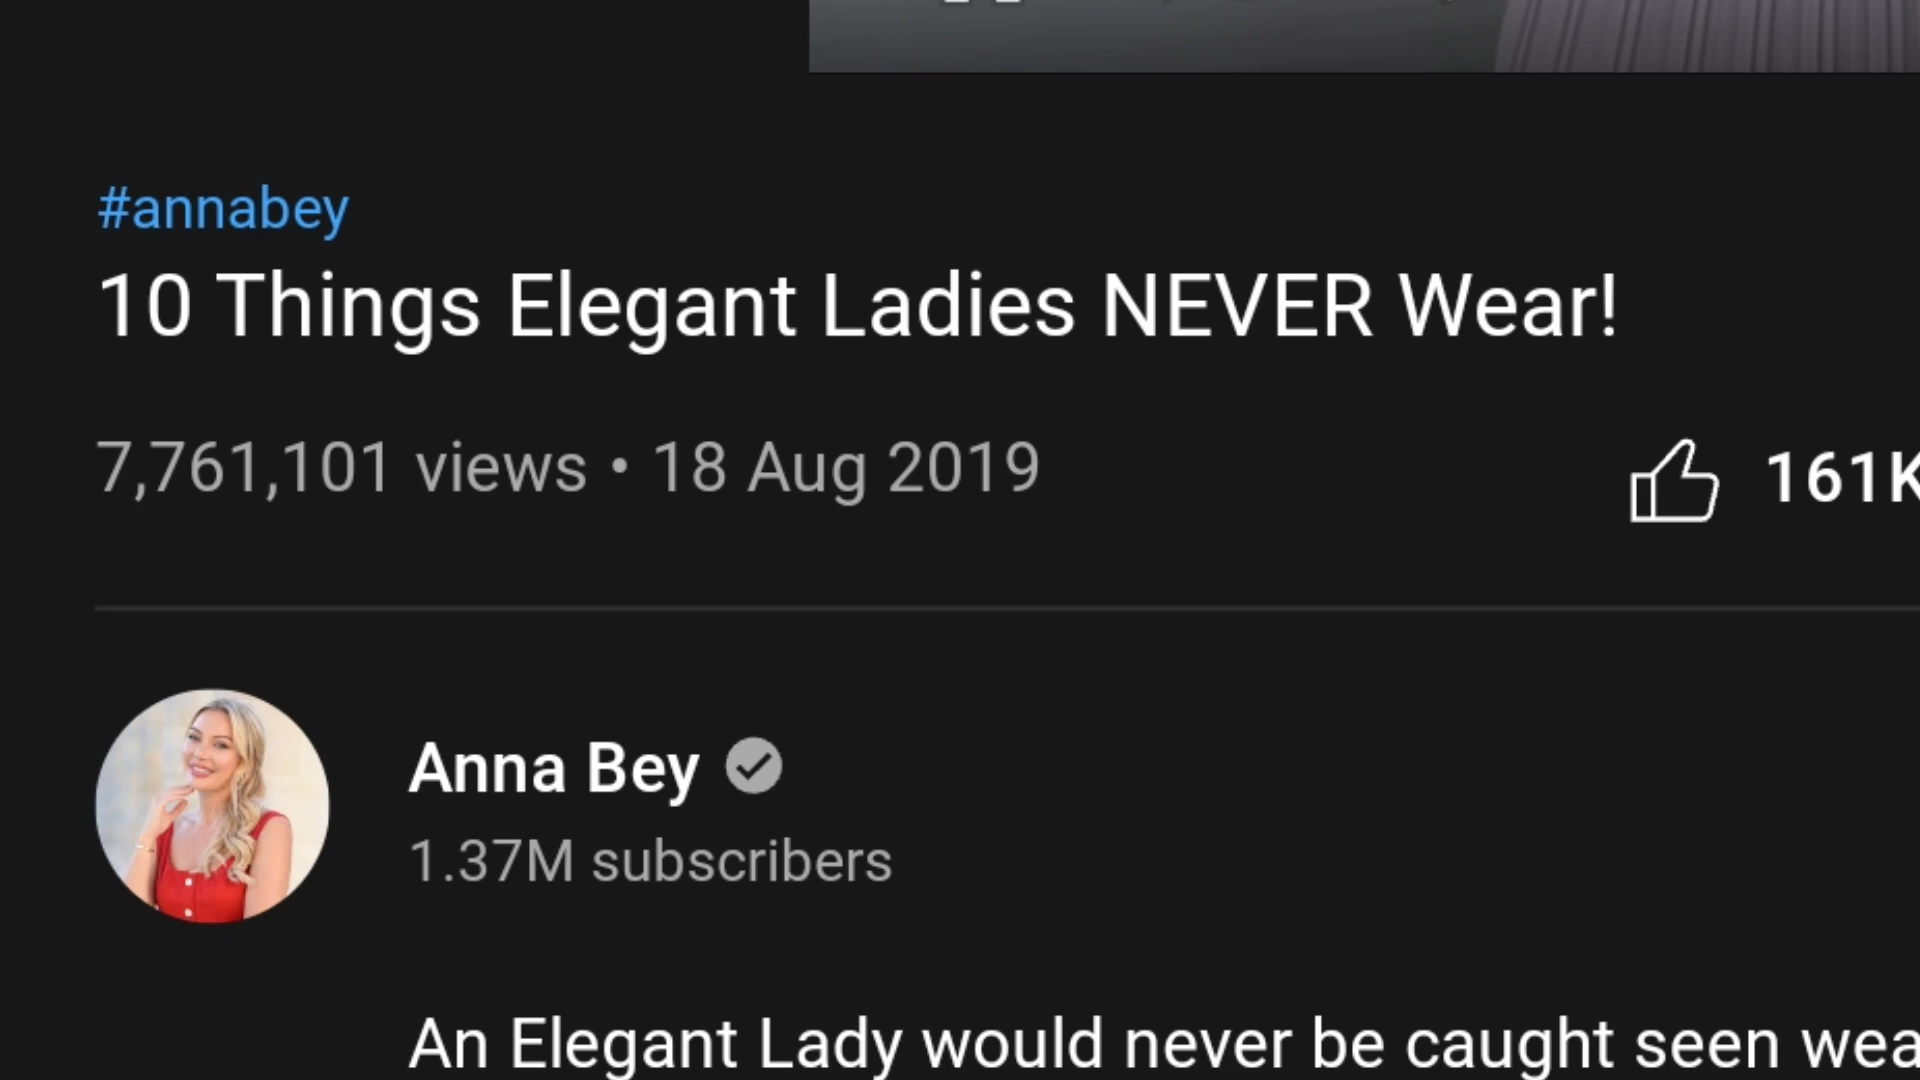 #annabey
10 Things Elegant Ladies NEVER Wear!
7,761,101 views • 18 Aug 2019
161K
Anna Bey
1.37M subscribers
An Elegant Lady would never be caught seen